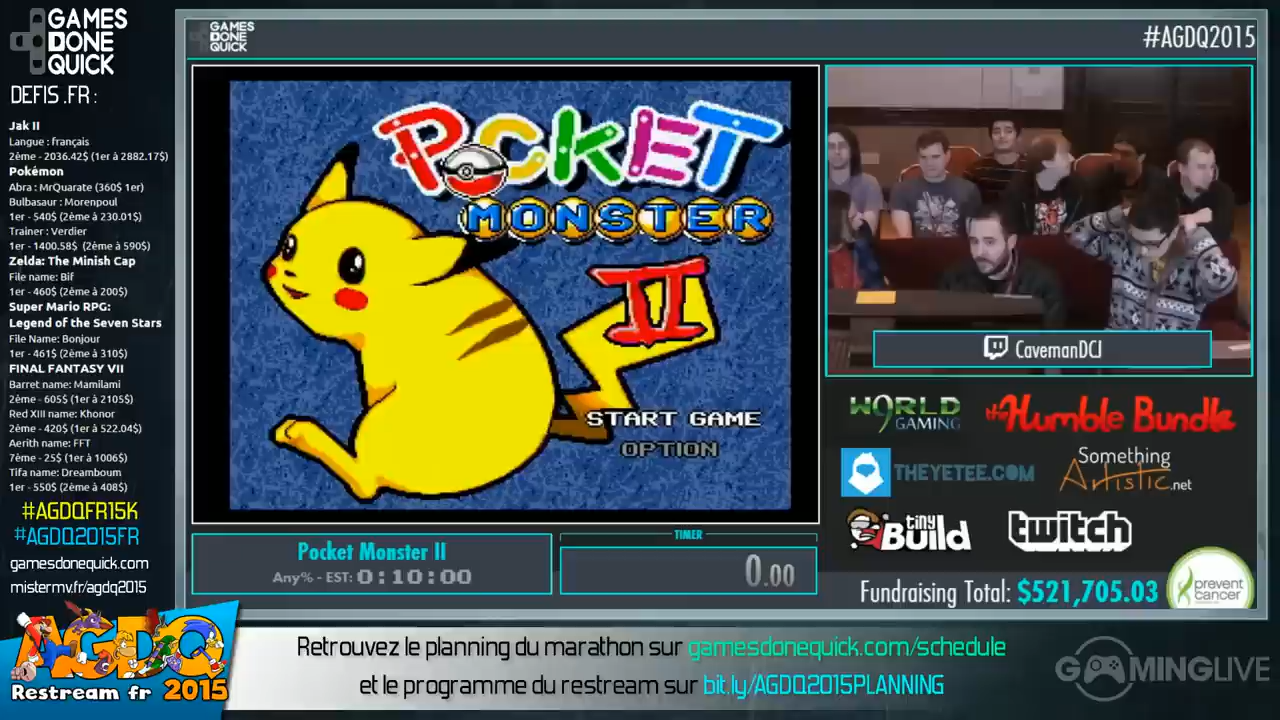 GAMES
DONE
QUICK
DEFIS .FR :
Jak II
Langue : français
2ème - 2036.42$ (1er à 2882.17$)
Pokémon
Abra : MrQuarate (360$ 1er)
Bulbasaur : Morenpoul
1er - 540$ (2ème à 230.01$)
Trainer : Verdier
1er - 1400.58$ (2ème à 590$)
Zelda: The Minish Cap
File name: Bif
1er - 460$ (2ème à 200$)
Super Mario RPG:
Legend of the Seven Stars
File Name: Bonjour
1er - 461$ (2ème à 310$)
FINAL FANTASY VII
Barret name: Mamilami
2ème - 605$ (1er à 2105$)
Red XIII name: Khonor
2ème - 420$ (1er à 522.04$)
Aerith name: FFT
7ème - 25$ (1er à 1006$)
Tifa name: Dreamboum
1er - 550$ (2ème à 408$)
#AGDQFR15K
#AGDQ2015FR
gamesdonequick.com
mistermv.fr/agdq2015
AGDQ
Restream fr 2015
GAMES
DONE
QUICK
#AGDQ2015
POCKET
MONSTER
II
START GAME
OPTION
CavemanDCJ
Pocket Monster II
Any% - EST: 0:10:00
TIMER
0.00
WORLD
GAMING
the Humble Bundle
THEYETEE.COM
Something
Artistic.net
tiny
Build
twitch
Fundraising Total: $521,705.03
prevent
cancer
Retrouvez le planning du marathon sur gamesdonequick.com/schedule
et le programme du restream sur bit.ly/AGDQ2015PLANNING
GAMINGLIVE